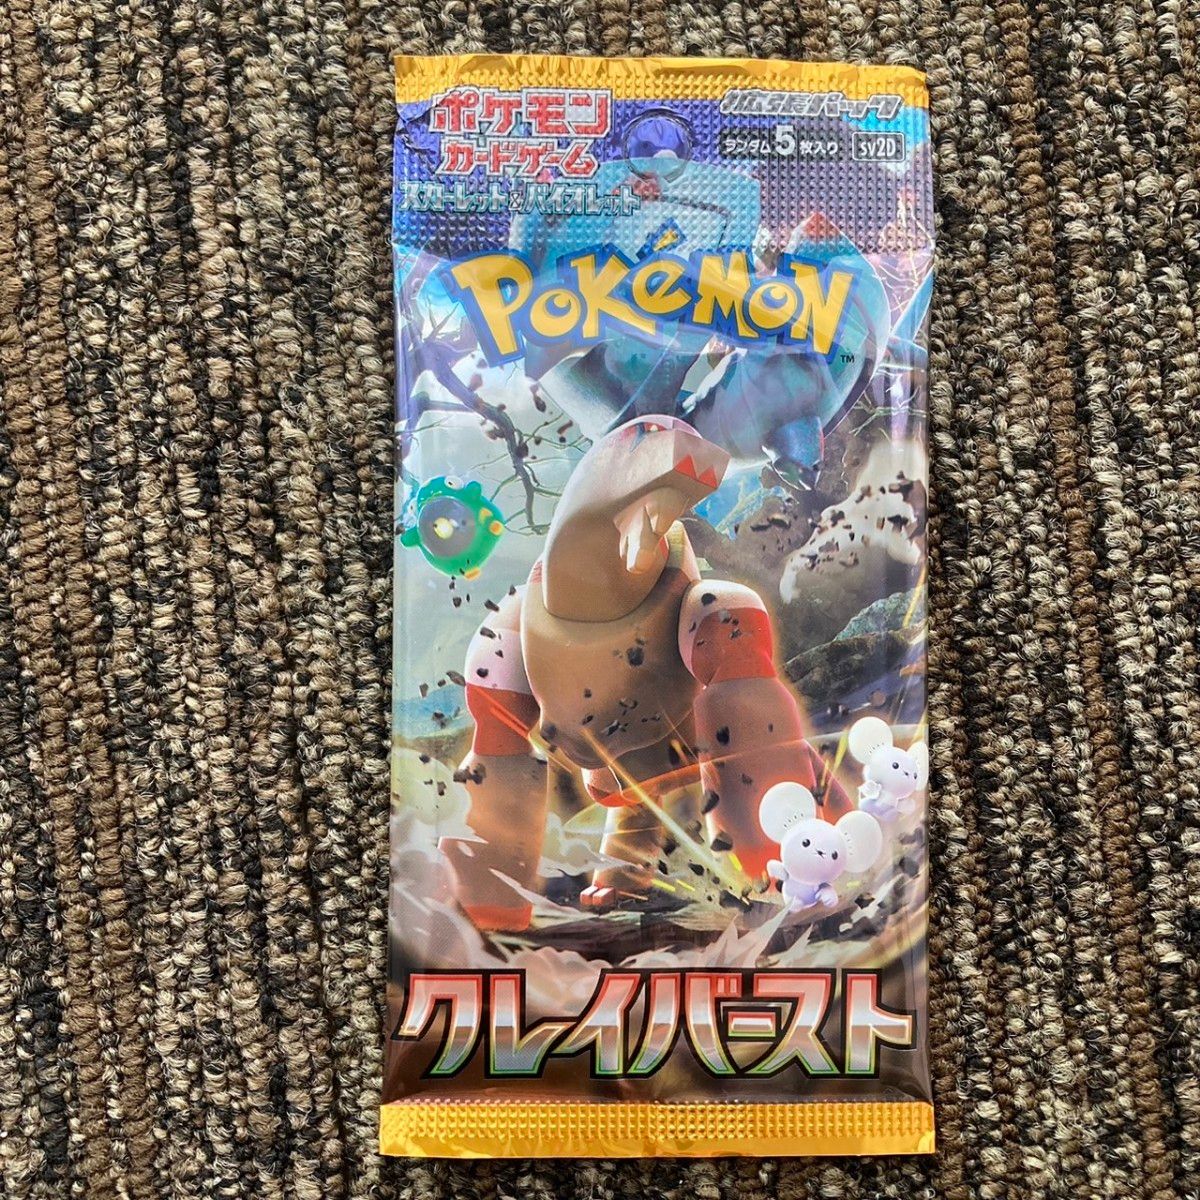 ポケモン
カードゲーム
スカーレット&バイオレット
拡張パック
ランダム5枚入り sv2D
POKéMON
TM
クレイバースト